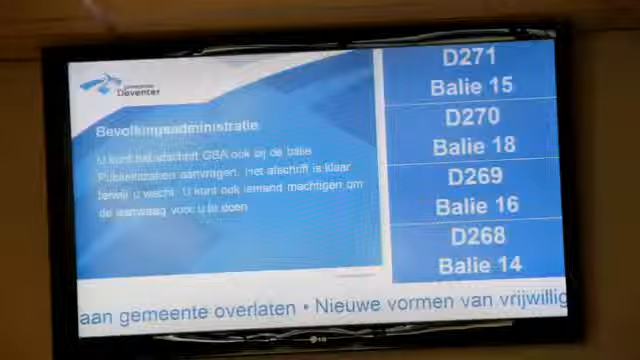 gemeente
Deventer
Bevolkingsadministratie
U kunt het afschrift GBA ook bij de balie
Publiekszaken aanvragen. Het afschrift is klaar
terwijl u wacht. U kunt ook iemand machtigen om
de aanvraag voor u te doen
D271
Balie 15
D270
Balie 18
D269
Balie 16
D268
Balie 14
aan gemeente overlaten • Nieuwe vormen van vrijwillig
LG